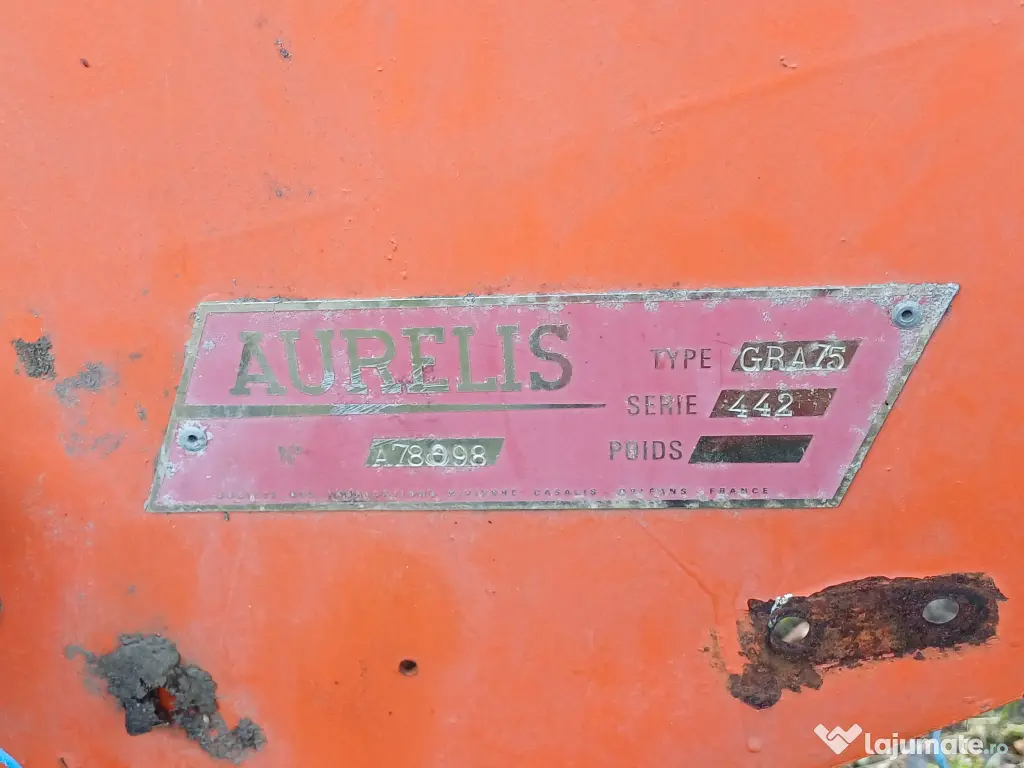 AURELIS
TYPE GRA75
SERIE 442
N° A78098
POIDS
CASALIS ORLEANS FRANCE
lajumate.ro